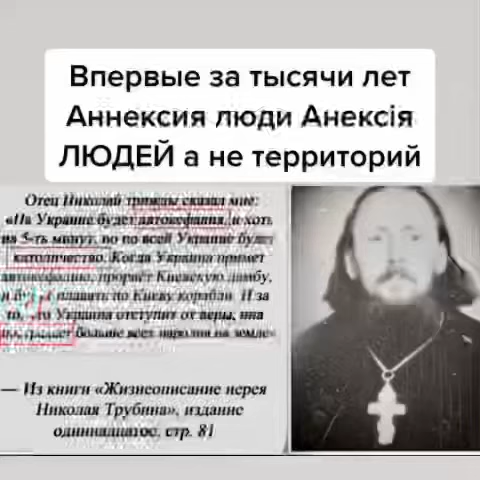 Впервые за тысячи лет
Аннексия люди Анексія
ЛЮДЕЙ а не территорий
Отец Николай трижды сказал мне:
«На Украине будет автокефалия, и хоть
на 5-ть минут, но по всей Украине будет
католичество. Когда Украина примет
автокефалию, прорвёт Киевскую дамбу,
и плавать по Киеву корабли. И за
то, Украина отступит от веры, она
больше всех народов на земле»
— Из книги «Жизнеописание иерея
Николая Трубина», издание
одиннадцатое, стр. 81